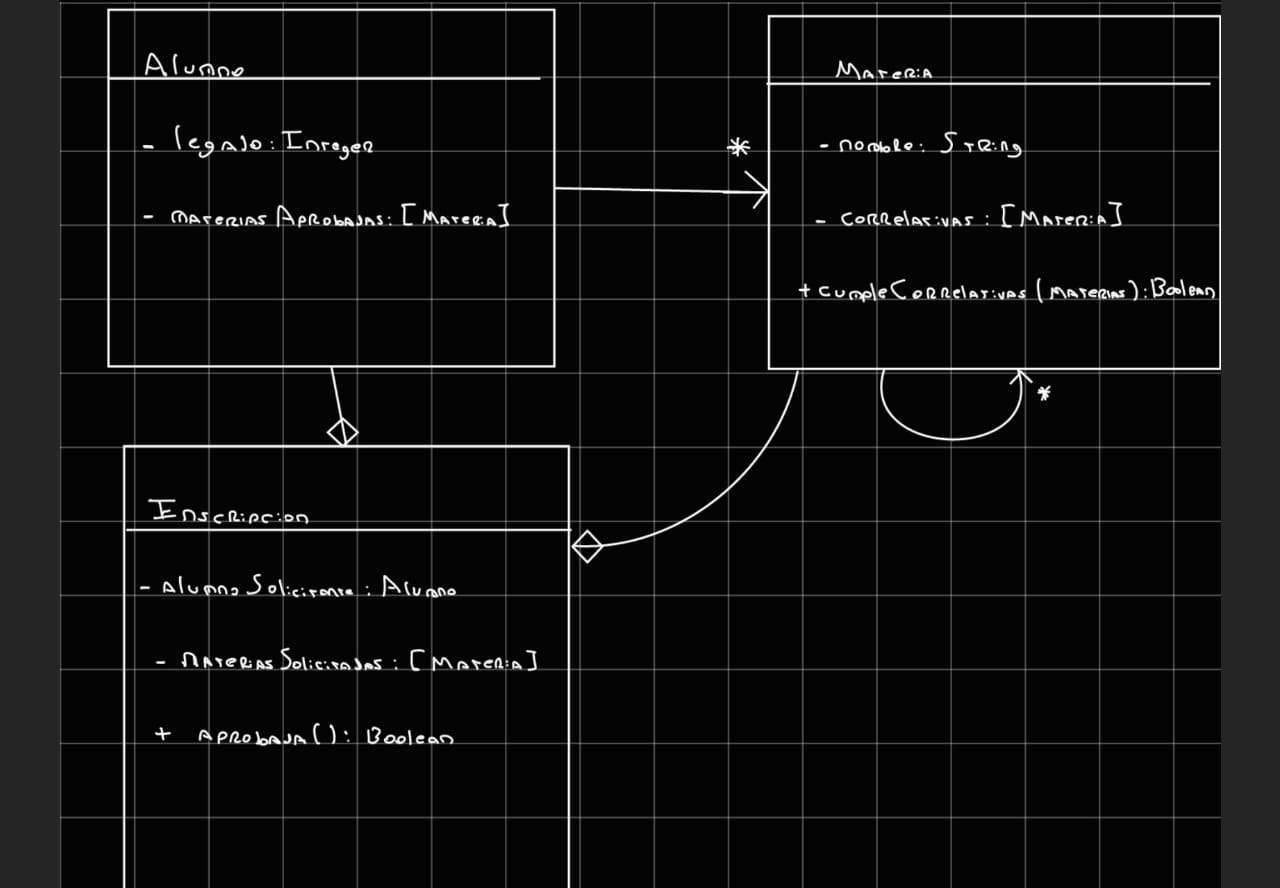 Alumno
- legajo: Integer
- materiasAprobadas: [Materia]
*
Materia
- nombre: String
- correlativas: [Materia]
+ cumpleCorrelativas(materias): Boolean
*
Inscripcion
- alumnoSolicitante: Alumno
- materiasSolicitadas: [Materia]
+ aprobada(): Boolean